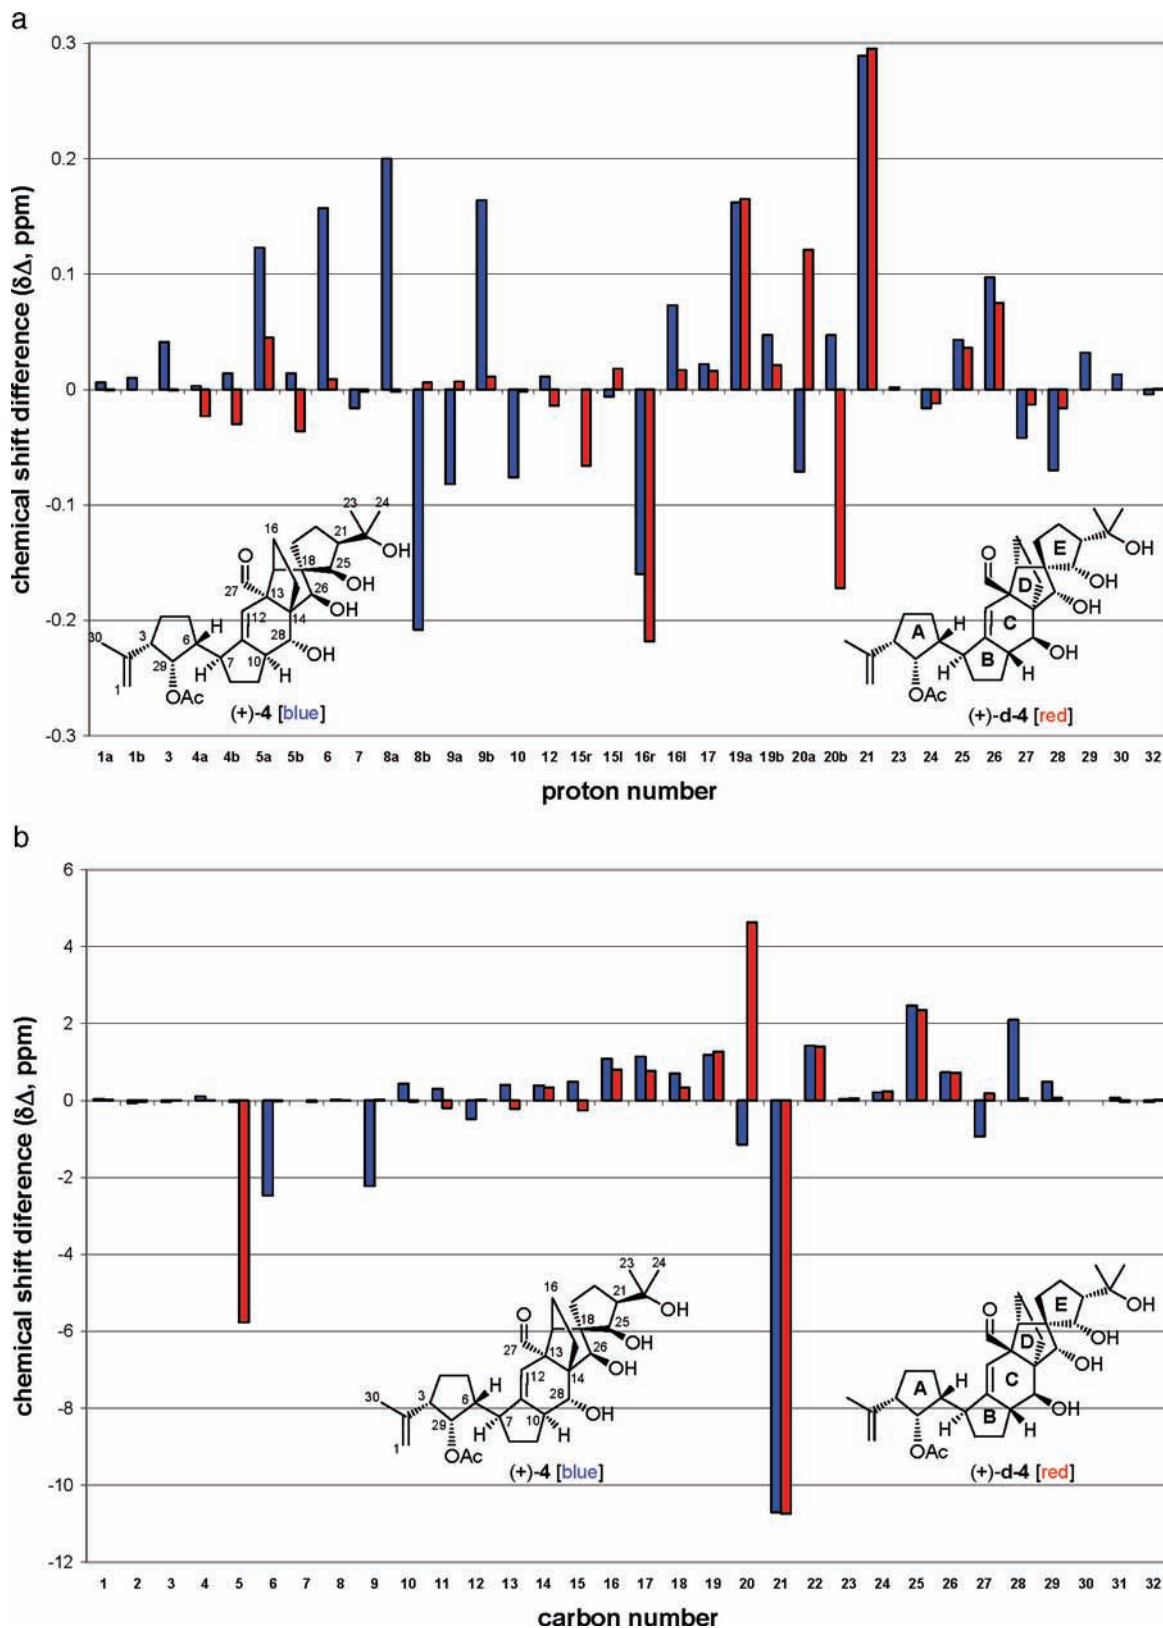 a
chemical shift difference (δΔ, ppm)
0.3
0.2
0.1
0
-0.1
-0.2
-0.3
23 24
16 21
O OH
18 25
OH
27 13 26
OH
12 14
30 3 6 H 28
OH
29 7 10
H H
1 OAc
(+)-4 [blue]
E
O OH
D OH
OH
C
A H
OH
B
H H
OAc
(+)-d-4 [red]
1a 1b 3 4a 4b 5a 5b 6 7 8a 8b 9a 9b 10 12 15r 15l 16r 16l 17 19a 19b 20a 20b 21 23 24 25 26 27 28 29 30 32
proton number
b
chemical shift diference (δΔ, ppm)
6
4
2
0
-2
-4
-6
-8
-10
-12
23 24
16 21
O OH
18 25
OH
27 13 26
OH
12 14
30 3 6 H 28
OH
29 7 10
H H
1 OAc
(+)-4 [blue]
E
O OH
D OH
OH
C
A H
OH
B
H H
OAc
(+)-d-4 [red]
1 2 3 4 5 6 7 8 9 10 11 12 13 14 15 16 17 18 19 20 21 22 23 24 25 26 27 28 29 30 31 32
carbon number